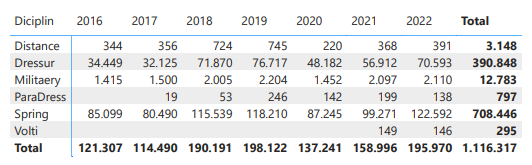 Diciplin 2016 2017 2018 2019 2020 2021 2022 Total
Distance 344 356 724 745 220 368 391 3.148
Dressur 34.449 32.125 71.870 76.717 48.182 56.912 70.593 390.848
Militaery 1.415 1.500 2.005 2.204 1.452 2.097 2.110 12.783
ParaDress 19 53 246 142 199 138 797
Spring 85.099 80.490 115.539 118.210 87.245 99.271 122.592 708.446
Volti 149 146 295
Total 121.307 114.490 190.191 198.122 137.241 158.996 195.970 1.116.317